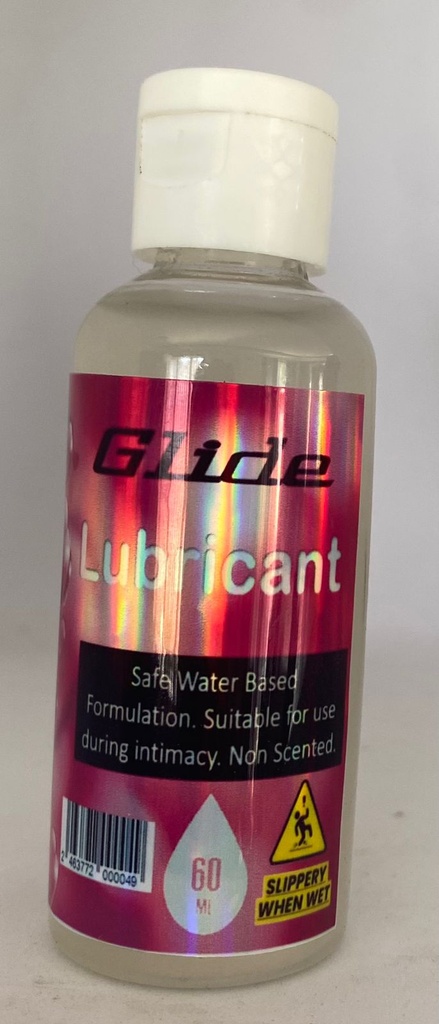 Glide
Lubricant
Safe Water Based
Formulation. Suitable for use
during intimacy. Non Scented.
2 463772 000049
60
ML
SLIPPERY
WHEN WET